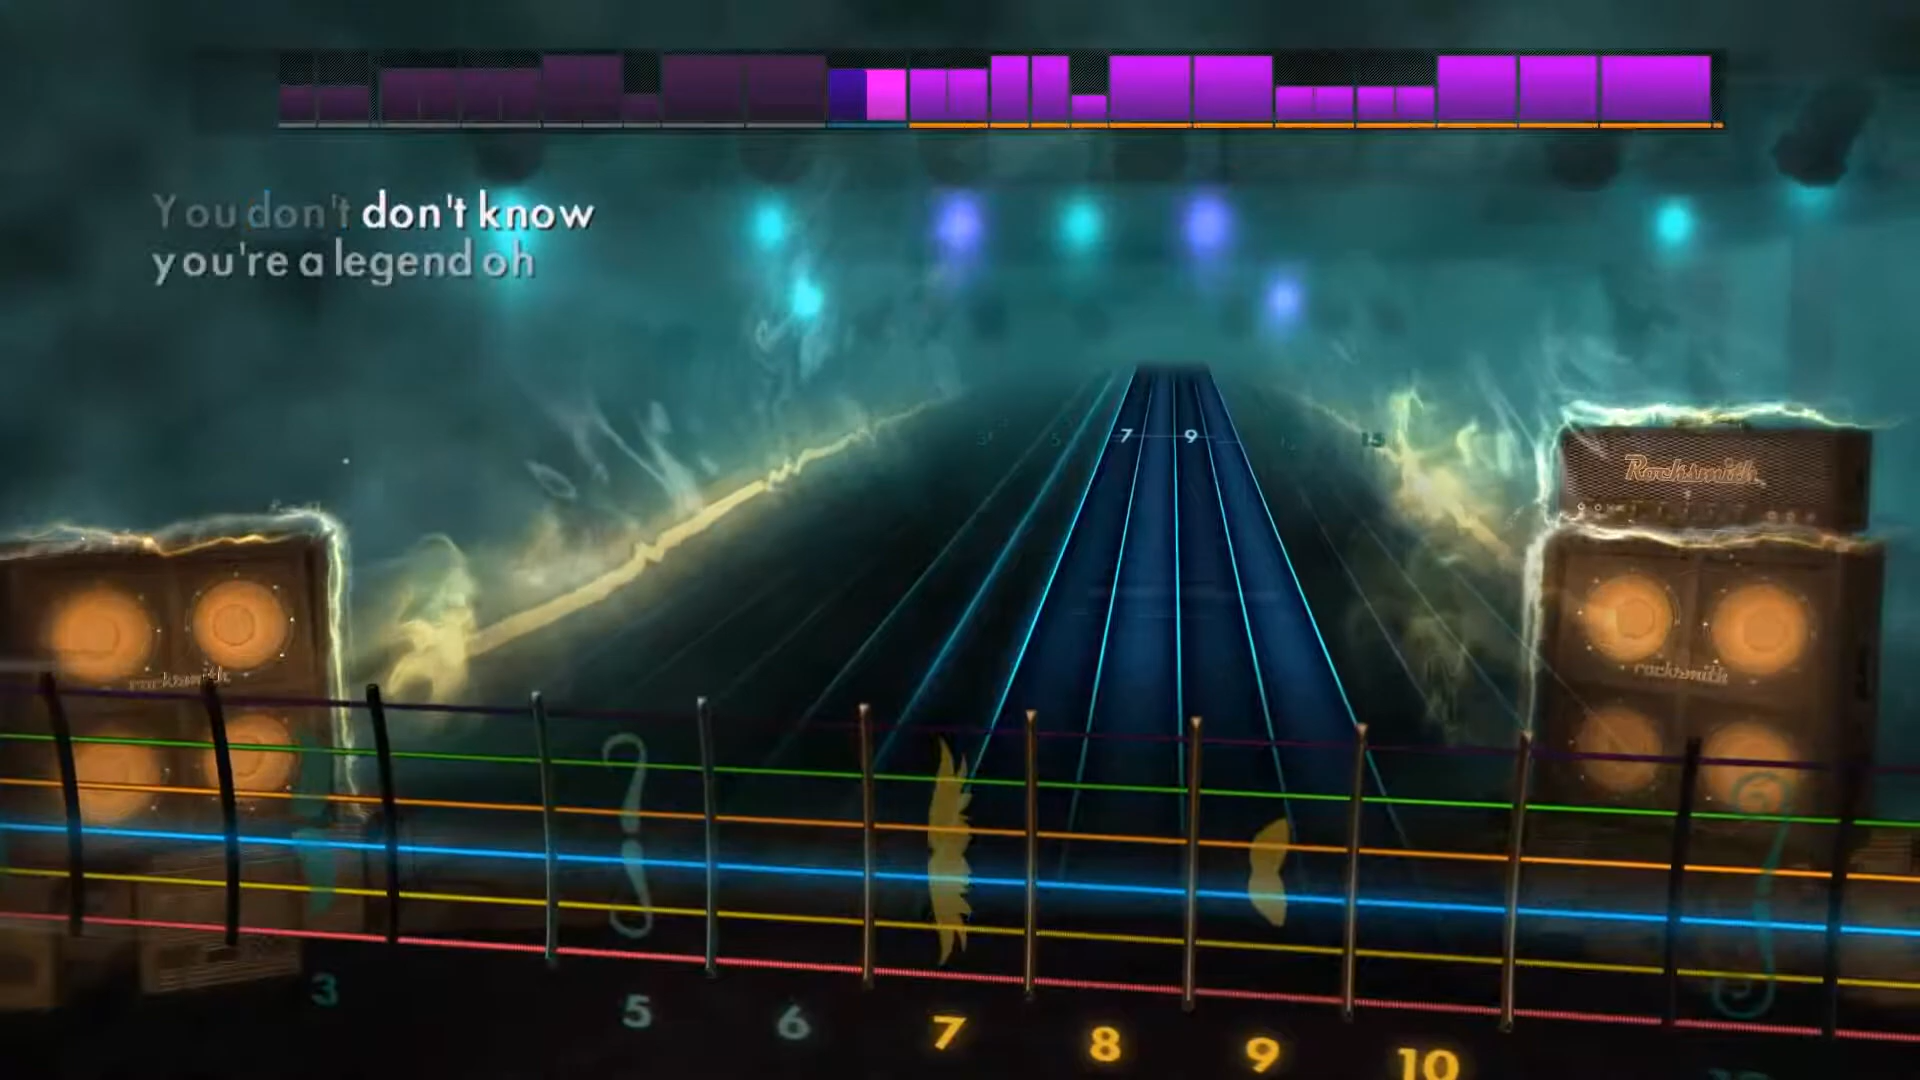 You don't don't know
you're a legend oh
7 9
Rocksmith
rocksmith
rocksmith
3 5 6 7 8 9 10